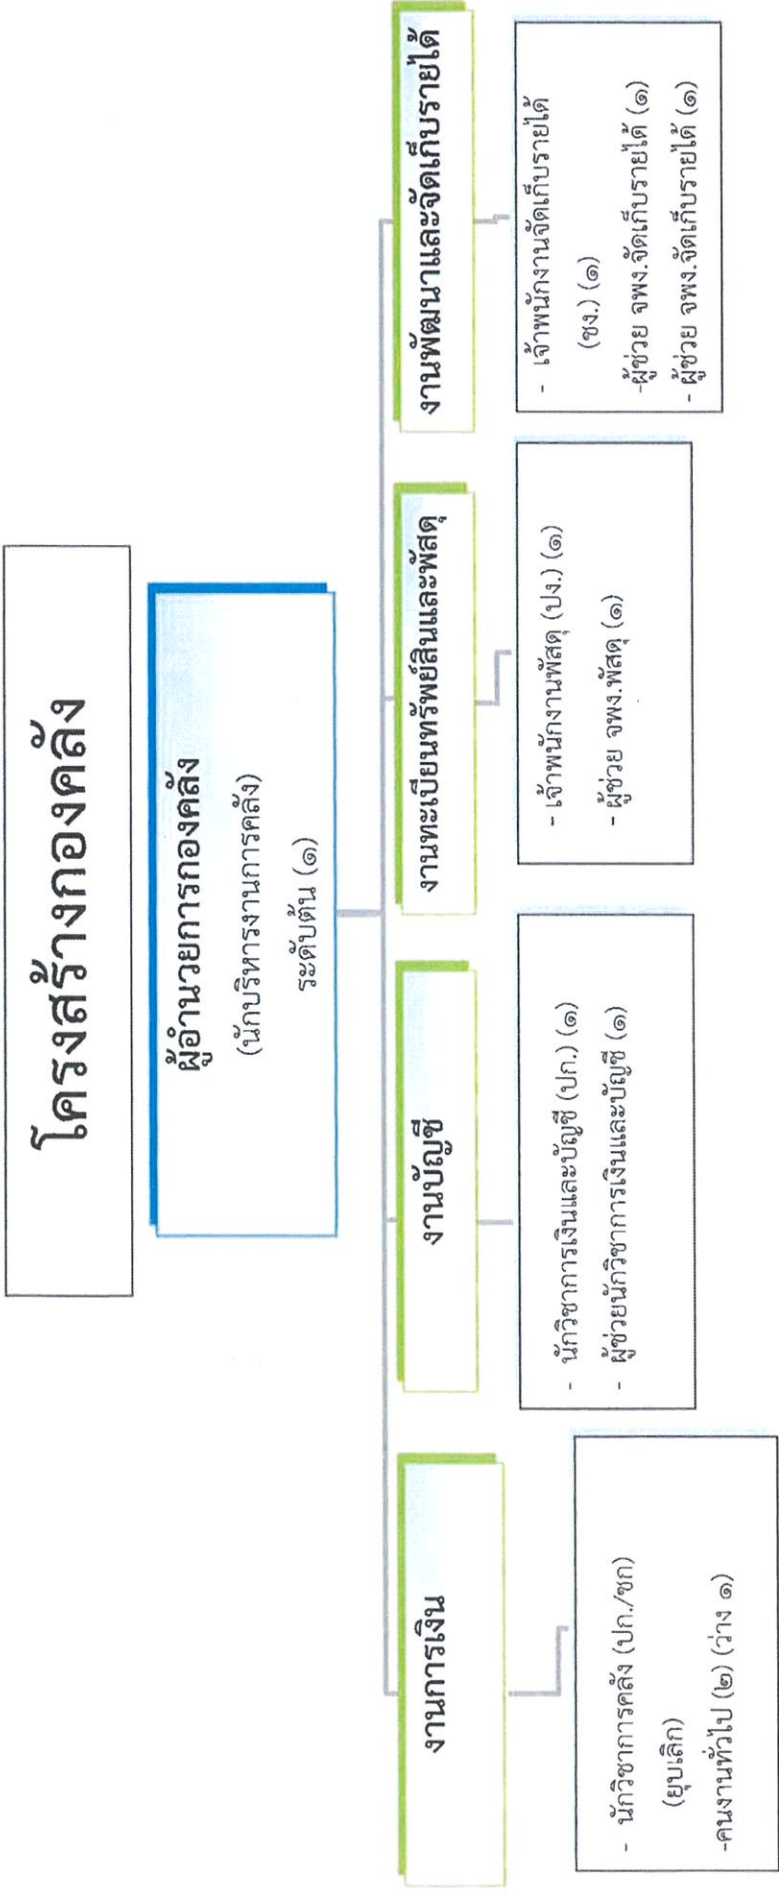 โครงสร้างกองคลัง
ผู้อำนวยการกองคลัง
(นักบริหารงานการคลัง)
ระดับต้น (๑)
งานการเงิน
- นักวิชาการคลัง (ปก./ชก)
(ยุบเลิก)
-คนงานทั่วไป (๒) (ว่าง ๑)
งานบัญชี
- นักวิชาการเงินและบัญชี (ปก.) (๑)
- ผู้ช่วยนักวิชาการเงินและบัญชี (๑)
งานทะเบียนทรัพย์สินและพัสดุ
- เจ้าพนักงานพัสดุ (ปง.) (๑)
- ผู้ช่วย จพง.พัสดุ (๑)
งานพัฒนาและจัดเก็บรายได้
- เจ้าพนักงานจัดเก็บรายได้
(ชง.) (๑)
-ผู้ช่วย จพง.จัดเก็บรายได้ (๑)
- ผู้ช่วย จพง.จัดเก็บรายได้ (๑)